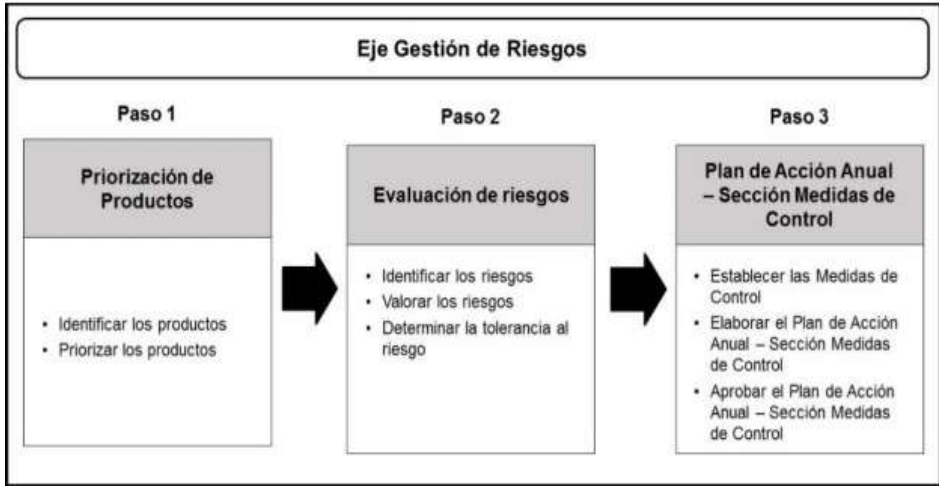 Eje Gestión de Riesgos
Paso 1
Priorización de
Productos
• Identificar los productos
• Priorizar los productos
Paso 2
Evaluación de riesgos
• Identificar los riesgos
• Valorar los riesgos
• Determinar la tolerancia al
riesgo
Paso 3
Plan de Acción Anual
– Sección Medidas de
Control
• Establecer las Medidas de
Control
• Elaborar el Plan de Acción
Anual – Sección Medidas
de Control
• Aprobar el Plan de Acción
Anual – Sección Medidas
de Control